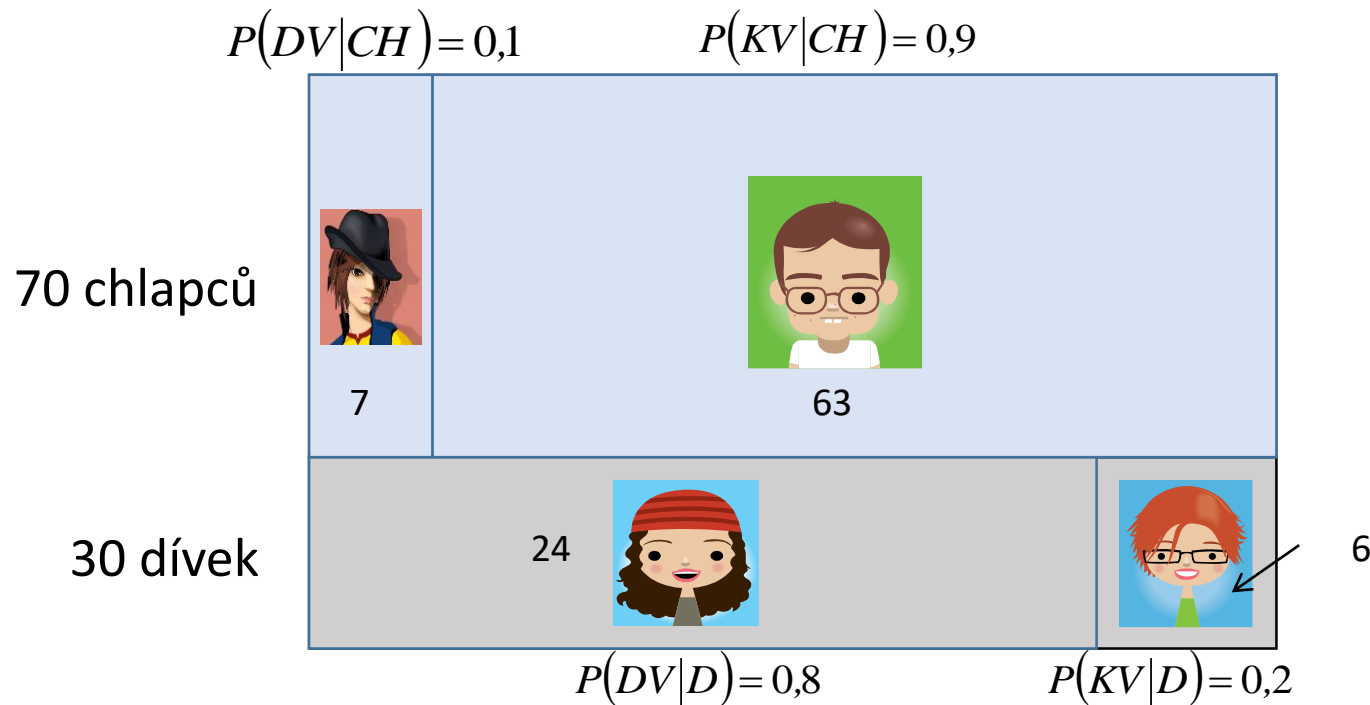 P(DV|CH) = 0,1
P(KV|CH) = 0,9
70 chlapců
7
63
30 dívek
24
6
P(DV|D) = 0,8
P(KV|D) = 0,2